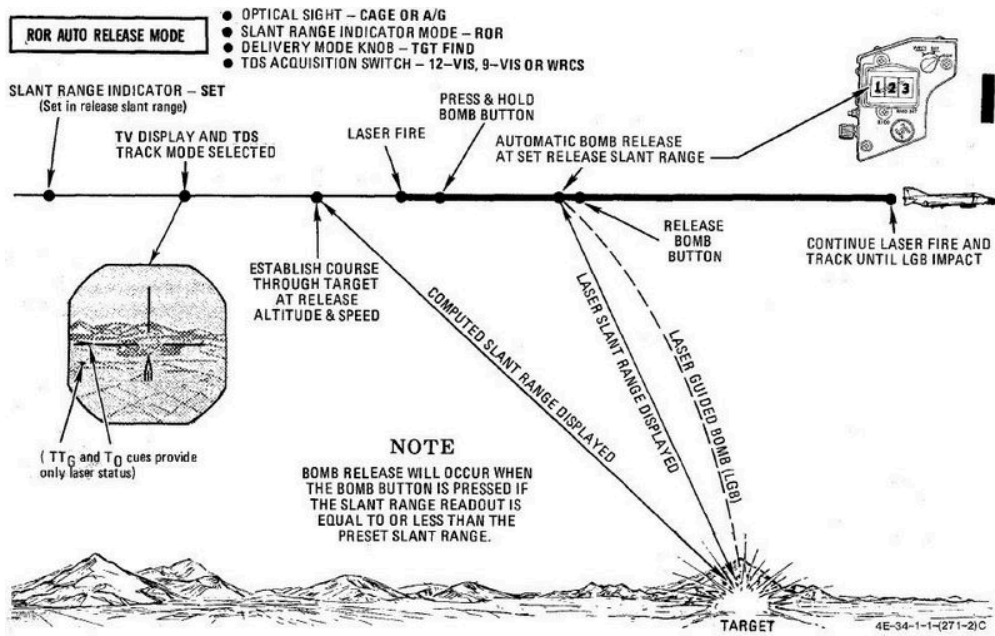 ROR AUTO RELEASE MODE
● OPTICAL SIGHT – CAGE OR A/G
● SLANT RANGE INDICATOR MODE – ROR
● DELIVERY MODE KNOB – TGT FIND
● TDS ACQUISITION SWITCH – 12–VIS, 9–VIS OR WRCS
SLANT RANGE INDICATOR – SET
(Set in release slant range)
TV DISPLAY AND TDS
TRACK MODE SELECTED
LASER FIRE
PRESS & HOLD
BOMB BUTTON
AUTOMATIC BOMB RELEASE
AT SET RELEASE SLANT RANGE
1 2 3
ESTABLISH COURSE
THROUGH TARGET
AT RELEASE
ALTITUDE & SPEED
RELEASE
BOMB
BUTTON
CONTINUE LASER FIRE AND
TRACK UNTIL LGB IMPACT
COMPUTED SLANT RANGE DISPLAYED
LASER SLANT RANGE DISPLAYED
LASER GUIDED BOMB (LGB)
( TTG and TO cues provide
only laser status)
NOTE
BOMB RELEASE WILL OCCUR WHEN
THE BOMB BUTTON IS PRESSED IF
THE SLANT RANGE READOUT IS
EQUAL TO OR LESS THAN THE
PRESET SLANT RANGE.
TARGET
4E–34–1–1–(271–2)C